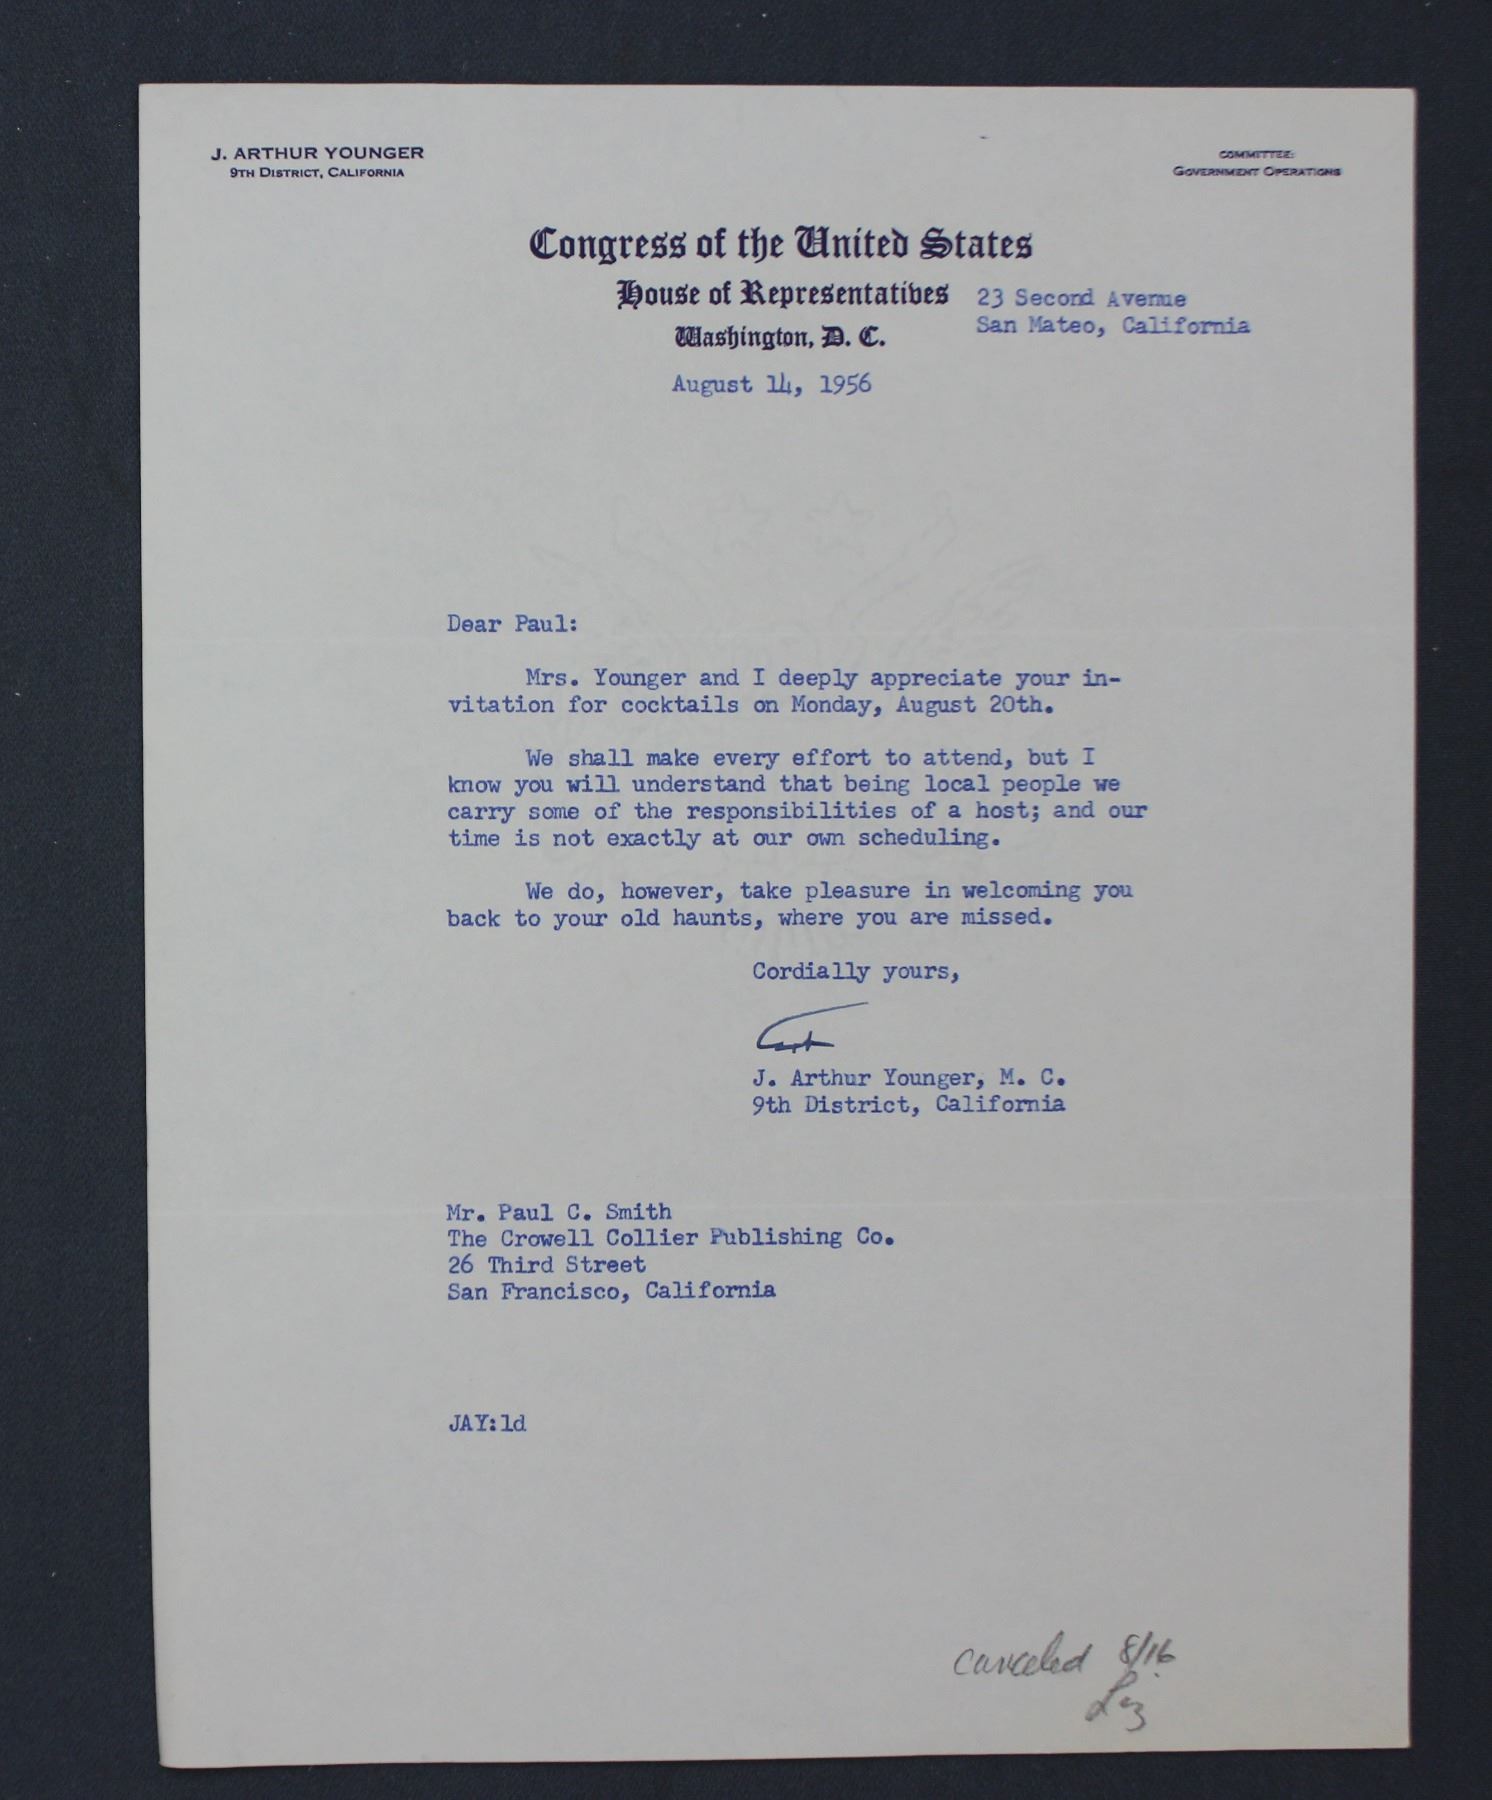 J. ARTHUR YOUNGER
9TH DISTRICT, CALIFORNIA
COMMITTEE:
GOVERNMENT OPERATIONS
Congress of the United States
House of Representatives
Washington, D. C.
23 Second Avenue
San Mateo, California
August 14, 1956
Dear Paul:
Mrs. Younger and I deeply appreciate your in-
vitation for cocktails on Monday, August 20th.
We shall make every effort to attend, but I
know you will understand that being local people we
carry some of the responsibilities of a host; and our
time is not exactly at our own scheduling.
We do, however, take pleasure in welcoming you
back to your old haunts, where you are missed.
Cordially yours,
Art
J. Arthur Younger, M. C.
9th District, California
Mr. Paul C. Smith
The Crowell Collier Publishing Co.
26 Third Street
San Francisco, California
JAY:ld
canceled 8/16
Liz